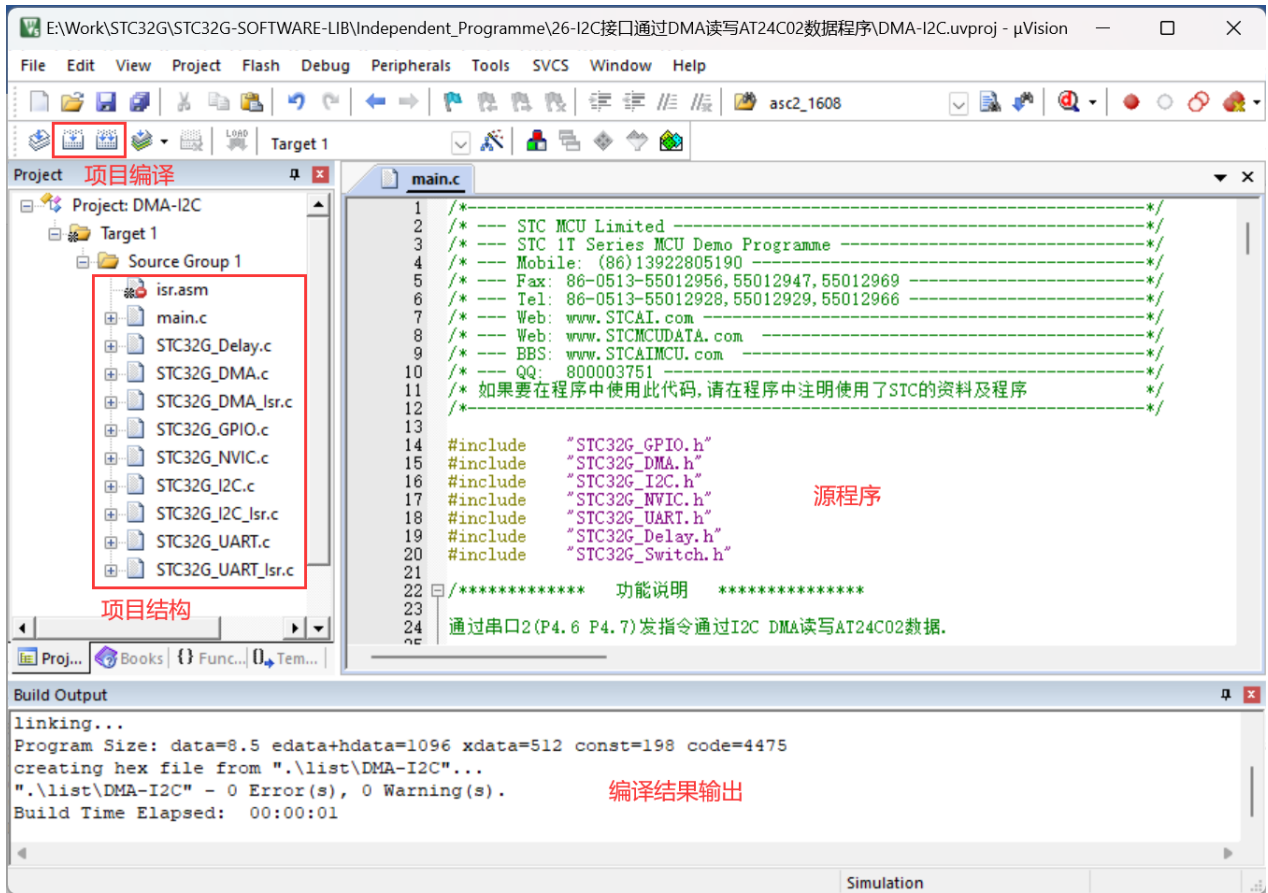 E:\Work\STC32G\STC32G-SOFTWARE-LIB\Independent_Programme\26-I2C接口通过DMA读写AT24C02数据程序\DMA-I2C.uvproj - µVision
File Edit View Project Flash Debug Peripherals Tools SVCS Window Help
asc2_1608
LOAD
Target 1
Project
项目编译
Project: DMA-I2C
Target 1
Source Group 1
isr.asm
main.c
STC32G_Delay.c
STC32G_DMA.c
STC32G_DMA_Isr.c
STC32G_GPIO.c
STC32G_NVIC.c
STC32G_I2C.c
STC32G_I2C_Isr.c
STC32G_UART.c
STC32G_UART_Isr.c
项目结构
Proj... Books {} Func... Tem...
main.c
1 /*---------------------------------------------------------------------*/
2 /* --- STC MCU Limited ------------------------------------------------*/
3 /* --- STC 1T Series MCU Demo Programme -------------------------------*/
4 /* --- Mobile: (86)13922805190 ----------------------------------------*/
5 /* --- Fax: 86-0513-55012956,55012947,55012969 ------------------------*/
6 /* --- Tel: 86-0513-55012928,55012929,55012966 ------------------------*/
7 /* --- Web: www.STCAI.com ---------------------------------------------*/
8 /* --- Web: www.STCMCUDATA.com  ---------------------------------------*/
9 /* --- BBS: www.STCAIMCU.com  -----------------------------------------*/
10 /* --- QQ:  800003751 -------------------------------------------------*/
11 /* 如果要在程序中使用此代码,请在程序中注明使用了STC的资料及程序            */
12 /*---------------------------------------------------------------------*/
13
14 #include    "STC32G_GPIO.h"
15 #include    "STC32G_DMA.h"
16 #include    "STC32G_I2C.h"
17 #include    "STC32G_NVIC.h"
18 #include    "STC32G_UART.h"
19 #include    "STC32G_Delay.h"
20 #include    "STC32G_Switch.h"
21
22 /*************   功能说明   ***************
23
24 通过串口2(P4.6 P4.7)发指令通过I2C DMA读写AT24C02数据.
25
源程序
Build Output
linking...
Program Size: data=8.5 edata+hdata=1096 xdata=512 const=198 code=4475
creating hex file from ".\list\DMA-I2C"...
".\list\DMA-I2C" - 0 Error(s), 0 Warning(s).
Build Time Elapsed:  00:00:01
编译结果输出
Simulation